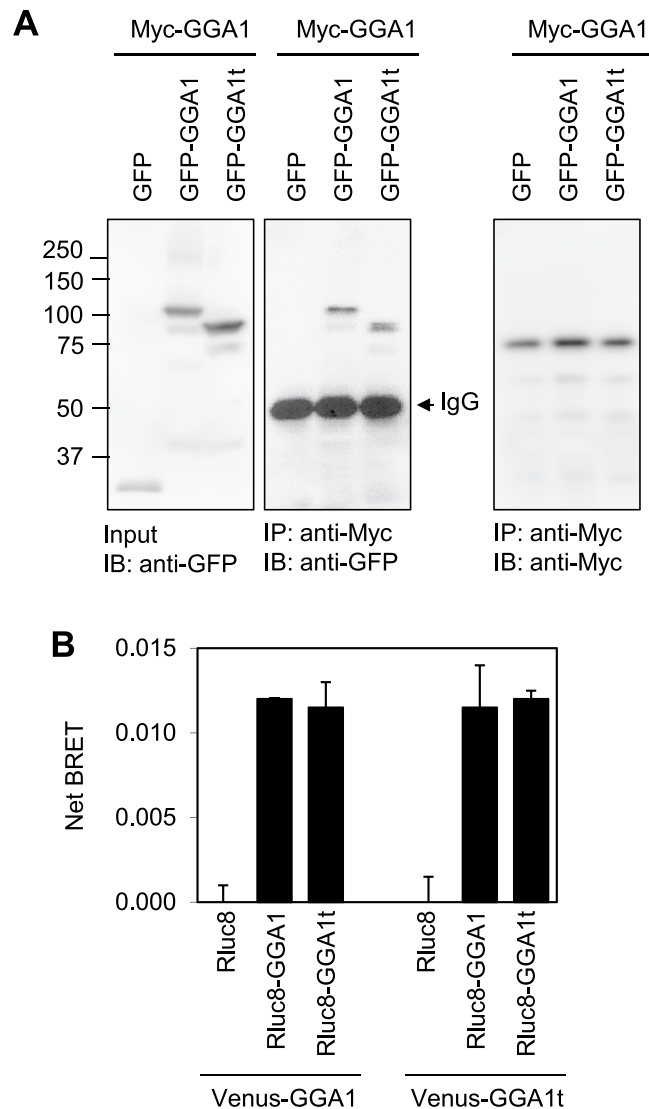 A
Myc-GGA1 Myc-GGA1 Myc-GGA1
GFP GFP-GGA1 GFP-GGA1t GFP GFP-GGA1 GFP-GGA1t GFP GFP-GGA1 GFP-GGA1t
250
150
100
75
50
37
IgG
Input IP: anti-Myc IP: anti-Myc
IB: anti-GFP IB: anti-GFP IB: anti-Myc
B
Net BRET
0.015
0.010
0.005
0.000
Rluc8 Rluc8-GGA1 Rluc8-GGA1t Rluc8 Rluc8-GGA1 Rluc8-GGA1t
Venus-GGA1 Venus-GGA1t